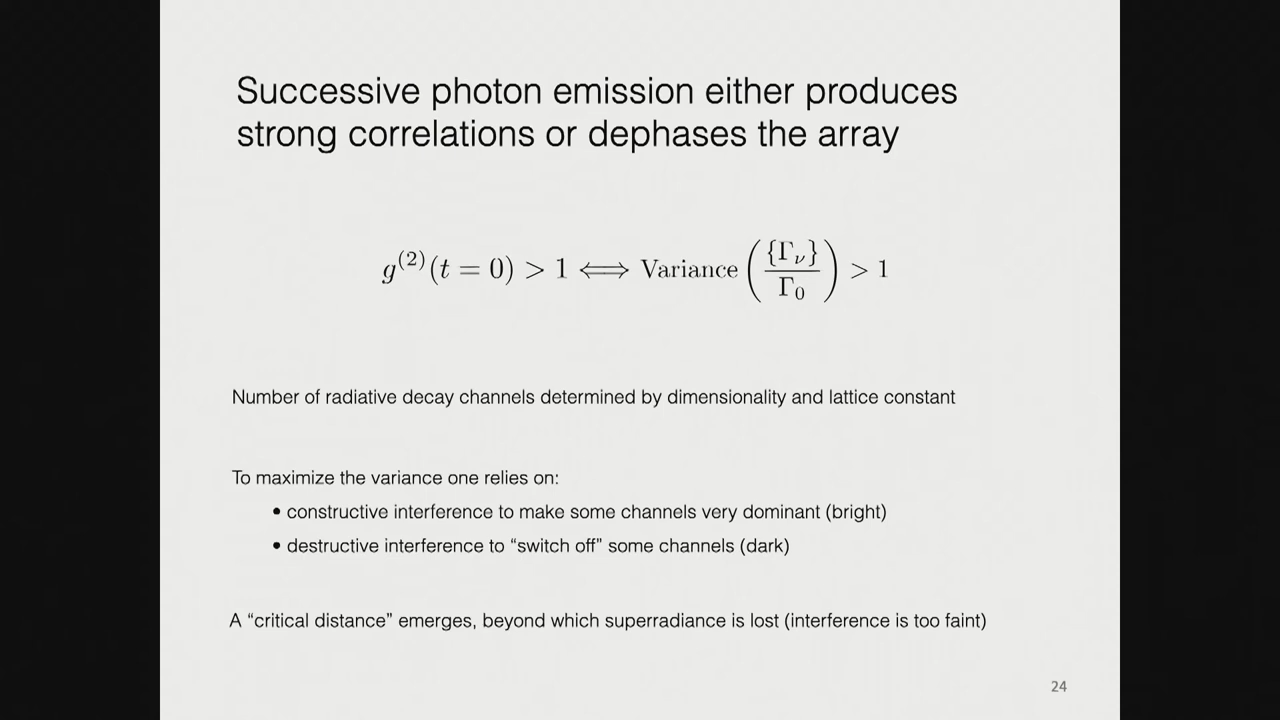 Successive photon emission either produces
strong correlations or dephases the array
$g^{(2)}(t = 0) > 1 \Longleftrightarrow \text{Variance}\left(\frac{\{\Gamma_\nu\}}{\Gamma_0}\right) > 1$
Number of radiative decay channels determined by dimensionality and lattice constant
To maximize the variance one relies on:
• constructive interference to make some channels very dominant (bright)
• destructive interference to “switch off” some channels (dark)
A “critical distance” emerges, beyond which superradiance is lost (interference is too faint)
24